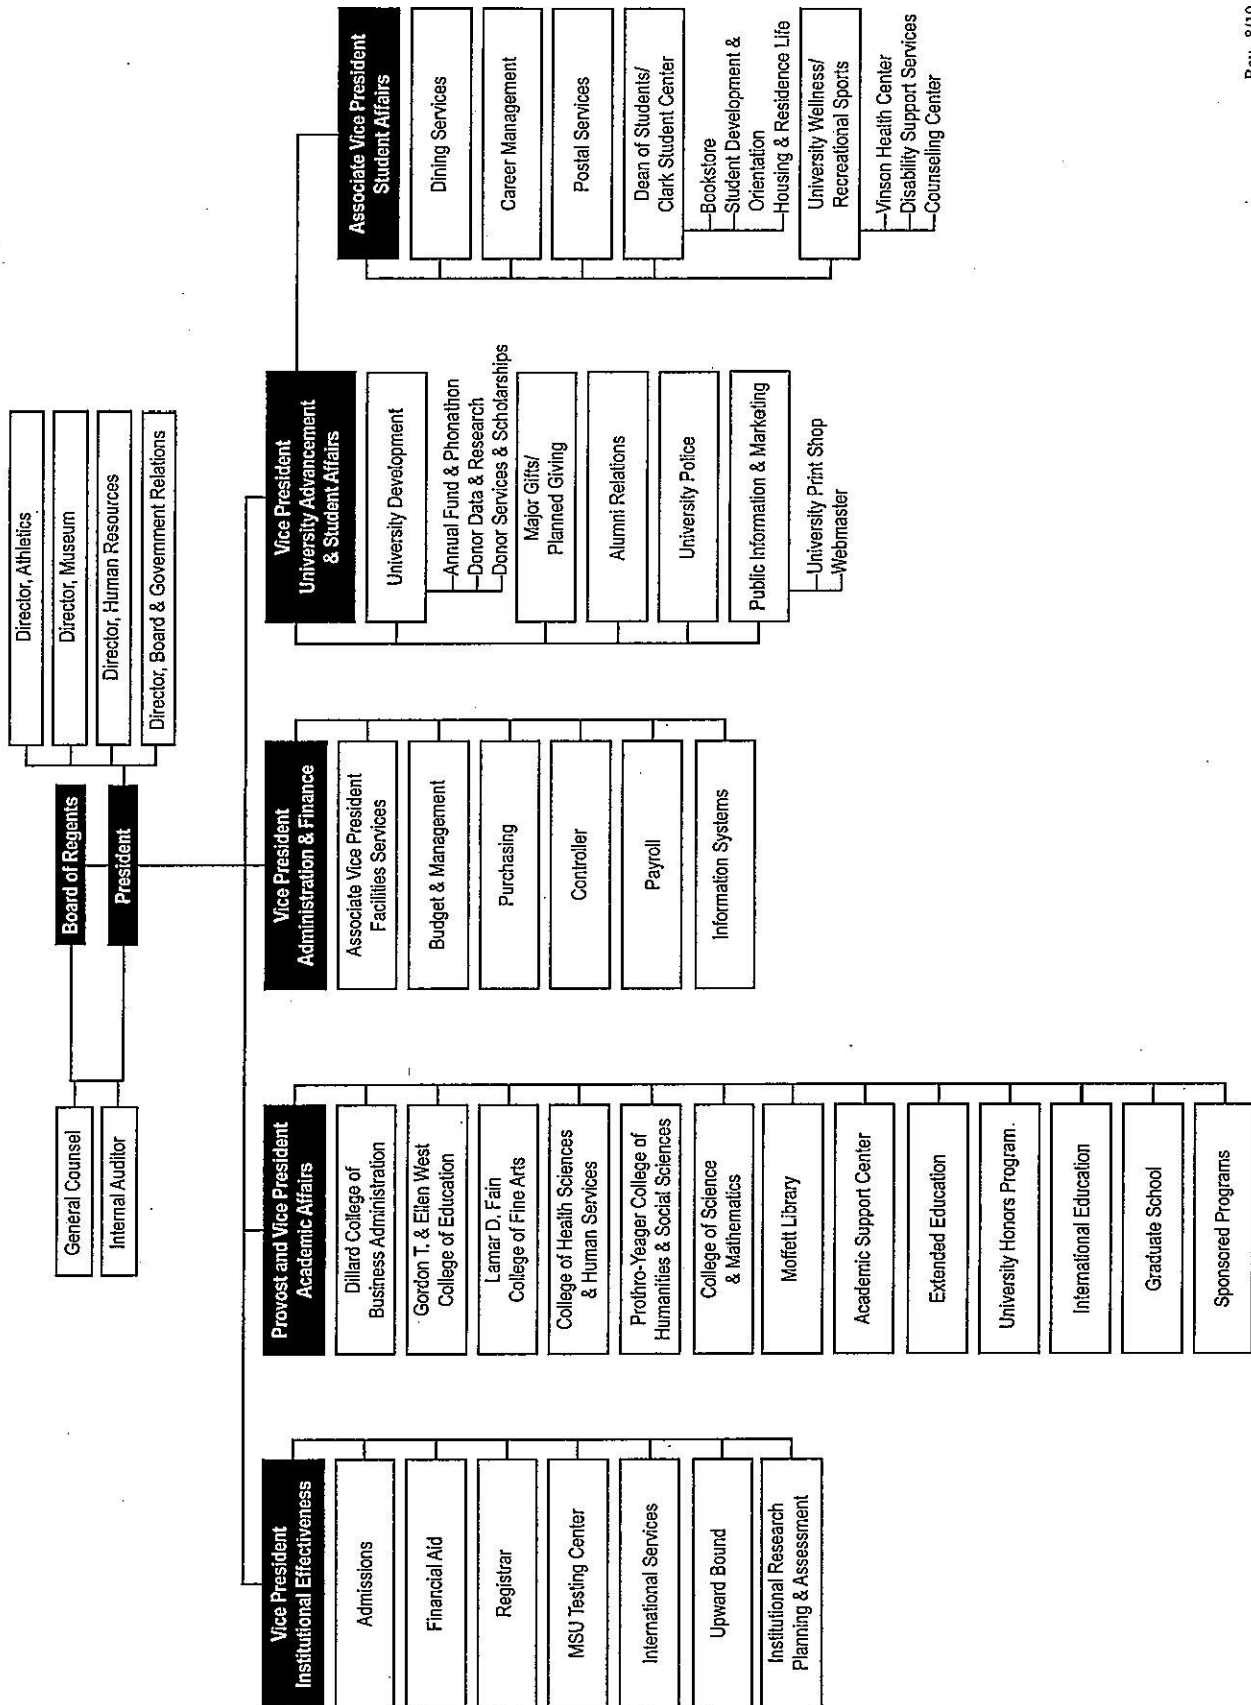 Board of Regents
President
General Counsel
Internal Auditor
Director, Athletics
Director, Museum
Director, Human Resources
Director, Board & Government Relations
Vice President
Institutional Effectiveness
Admissions
Financial Aid
Registrar
MSU Testing Center
International Services
Upward Bound
Institutional Research
Planning & Assessment
Provost and Vice President
Academic Affairs
Dillard College of
Business Administration
Gordon T. & Ellen West
College of Education
Lamar D. Fain
College of Fine Arts
College of Health Sciences
& Human Services
Prothro-Yeager College of
Humanities & Social Sciences
College of Science
& Mathematics
Moffett Library
Academic Support Center
Extended Education
University Honors Program.
International Education
Graduate School
Sponsored Programs
Vice President
Administration & Finance
Associate Vice President
Facilities Services
Budget & Management
Purchasing
Controller
Payroll
Information Systems
Vice President
University Advancement
& Student Affairs
University Development
Annual Fund & Phonathon
Donor Data & Research
Donor Services & Scholarships
Major Gifts/
Planned Giving
Alumni Relations
University Police
Public Information & Marketing
University Print Shop
Webmaster
Associate Vice President
Student Affairs
Dining Services
Career Management
Postal Services
Dean of Students/
Clark Student Center
Bookstore
Student Development &
Orientation
Housing & Residence Life
University Wellness/
Recreational Sports
Vinson Health Center
Disability Support Services
Counseling Center